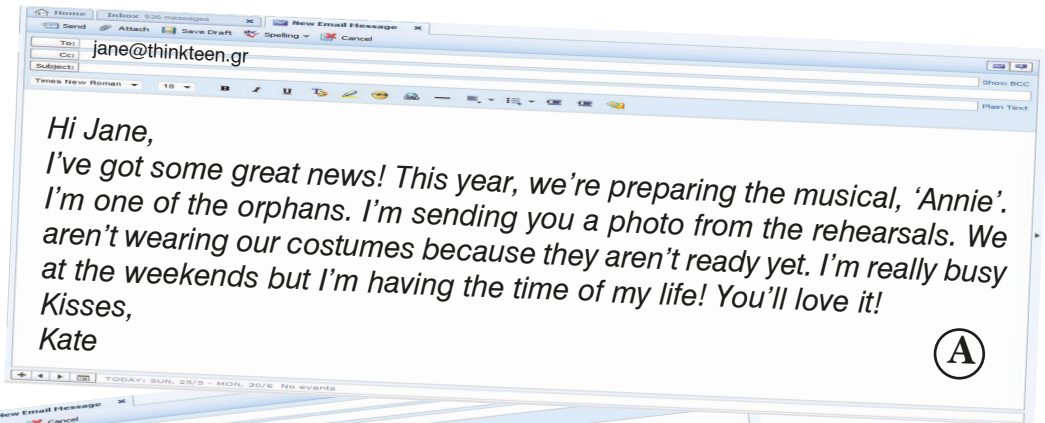 Home Inbox 926 messages × New Email Message ×
Send Attach Save Draft Spelling Cancel
To: jane@thinkteen.gr
Cc:
Subject:
Show BCC
Times New Roman 18 B I U Plain Text
Hi Jane,
I've got some great news! This year, we're preparing the musical, ‘Annie’.
I'm one of the orphans. I'm sending you a photo from the rehearsals. We
aren't wearing our costumes because they aren't ready yet. I'm really busy
at the weekends but I'm having the time of my life! You'll love it!
Kisses,
Kate
A
TODAY: SUN, 25/5 - MON, 30/6 No events
New Email Message ×
Cancel